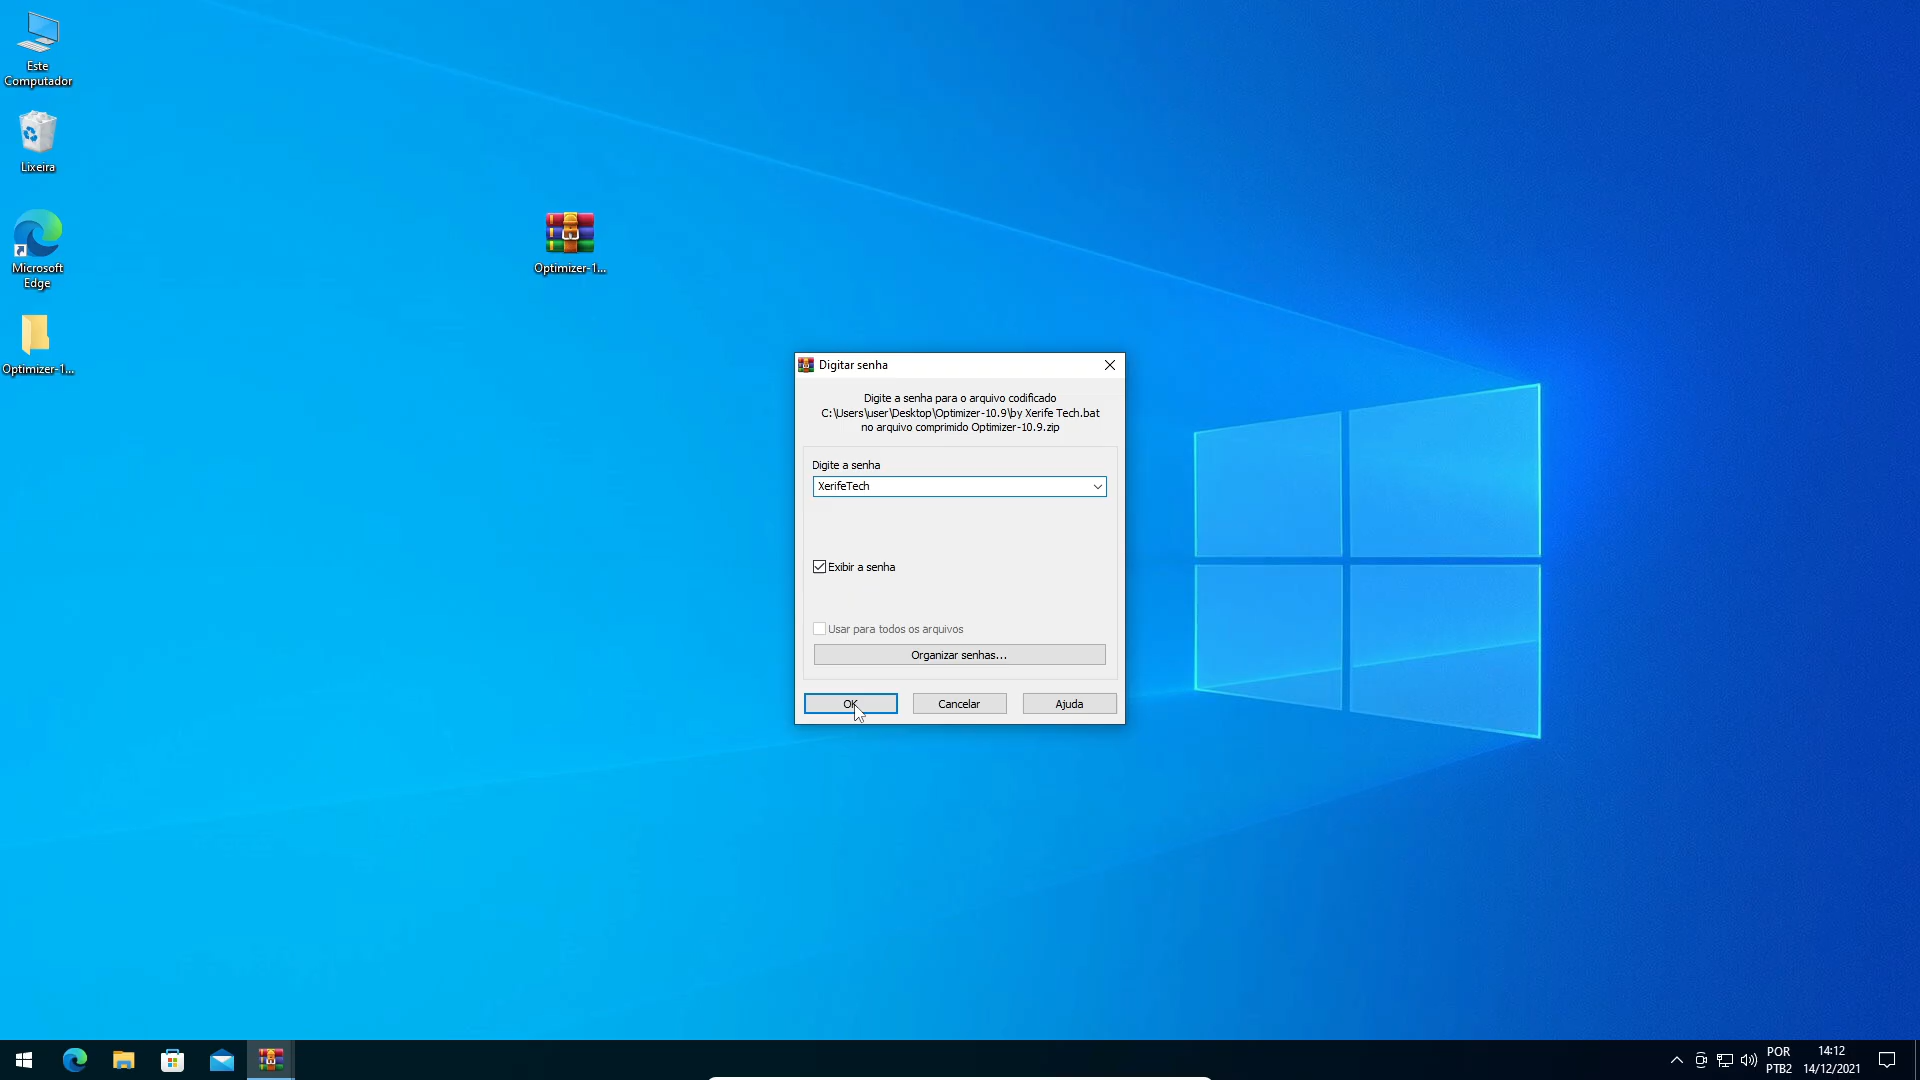 Este
Computador
Lixeira
Microsoft
Edge
Optimizer-1...
Optimizer-1...
Digitar senha
Digite a senha para o arquivo codificado
C:\Users\user\Desktop\Optimizer-10.9\by Xerife Tech.bat
no arquivo comprimido Optimizer-10.9.zip
Digite a senha
XerifeTech
Exibir a senha
Usar para todos os arquivos
Organizar senhas...
OK
Cancelar
Ajuda
POR
PTB2
14:12
14/12/2021